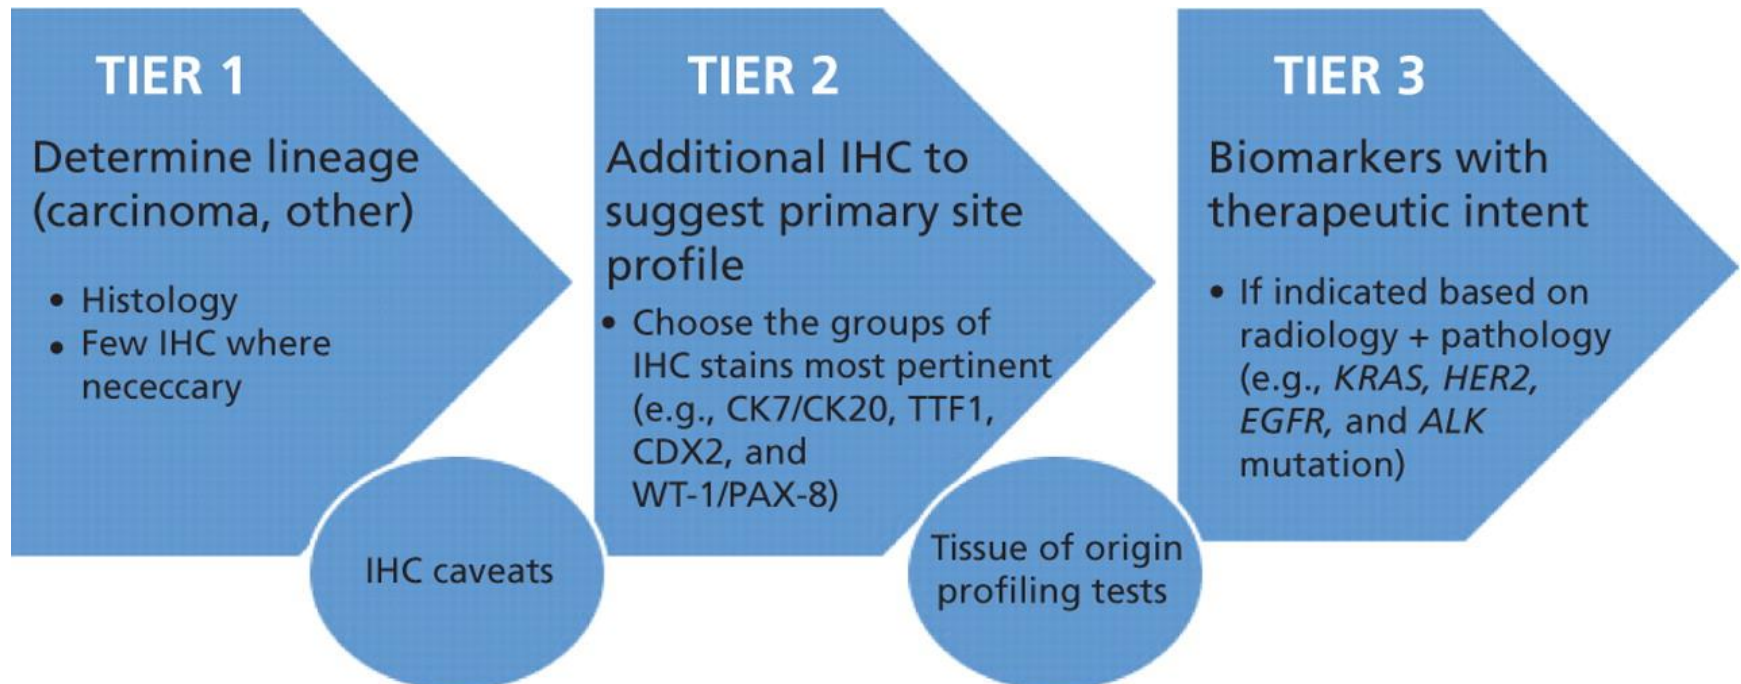 TIER 1
Determine lineage
(carcinoma, other)
• Histology
• Few IHC where
nececcary
IHC caveats
TIER 2
Additional IHC to
suggest primary site
profile
• Choose the groups of
IHC stains most pertinent
(e.g., CK7/CK20, TTF1,
CDX2, and
WT-1/PAX-8)
Tissue of origin
profiling tests
TIER 3
Biomarkers with
therapeutic intent
• If indicated based on
radiology + pathology
(e.g., KRAS, HER2,
EGFR, and ALK
mutation)